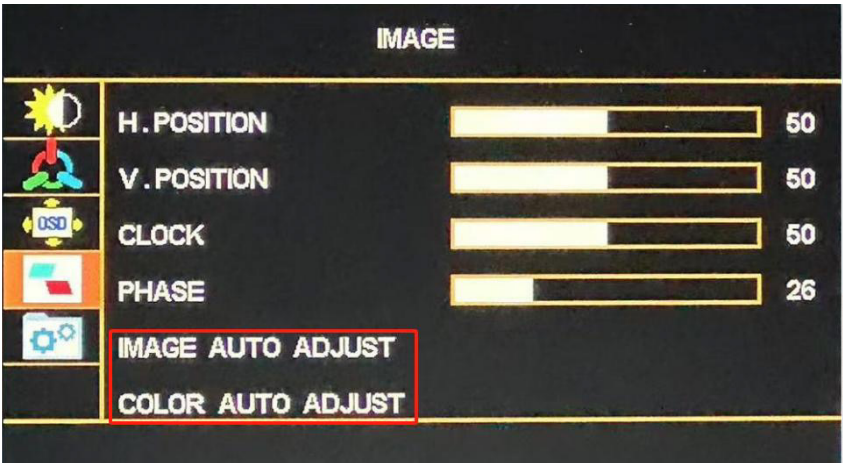 IMAGE
H.POSITION 50
V.POSITION 50
OSD
CLOCK 50
PHASE 26
IMAGE AUTO ADJUST
COLOR AUTO ADJUST